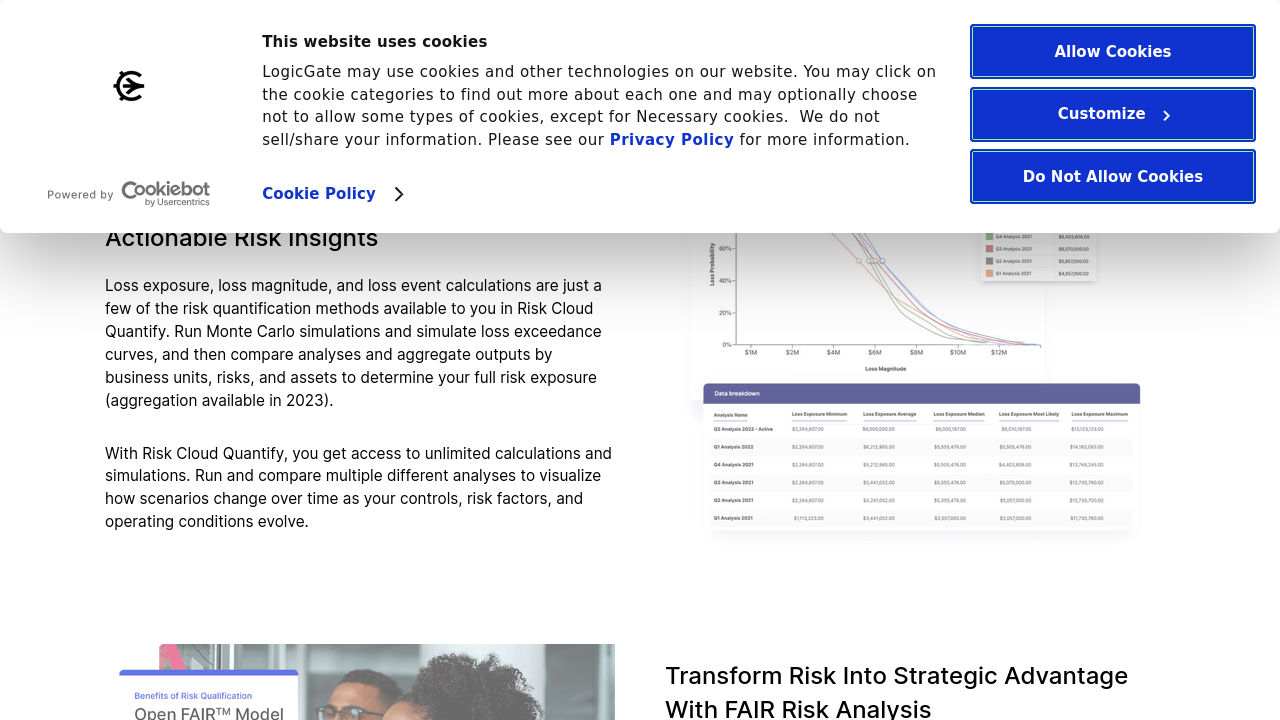 This website uses cookies
LogicGate may use cookies and other technologies on our website. You may click on
the cookie categories to find out more about each one and may optionally choose
not to allow some types of cookies, except for Necessary cookies.  We do not
sell/share your information. Please see our Privacy Policy for more information.
Powered by Cookiebot
by Usercentrics
Cookie Policy
Allow Cookies
Customize
Do Not Allow Cookies
Actionable Risk Insights
Loss exposure, loss magnitude, and loss event calculations are just a
few of the risk quantification methods available to you in Risk Cloud
Quantify. Run Monte Carlo simulations and simulate loss exceedance
curves, and then compare analyses and aggregate outputs by
business units, risks, and assets to determine your full risk exposure
(aggregation available in 2023).
With Risk Cloud Quantify, you get access to unlimited calculations and
simulations. Run and compare multiple different analyses to visualize
how scenarios change over time as your controls, risk factors, and
operating conditions evolve.
Loss Probability
60%
40%
20%
0%
$1M $2M $4M $6M $8M $10M $12M
Loss Magnitude
Q4 Analysis 2021 $6,403,806.00
Q3 Analysis 2021 $6,070,000.00
Q2 Analysis 2021 $5,857,000.00
Q1 Analysis 2021 $4,857,000.00
Data breakdown
Analysis Name Loss Exposure Minimum Loss Exposure Average Loss Exposure Median Loss Exposure Most Likely Loss Exposure Maximum
Q2 Analysis 2022 - Active $2,264,607.00 $6,000,000.00 $6,000,187.00 $6,010,187.00 $13,123,123.00
Q1 Analysis 2022 $2,264,607.00 $6,212,965.00 $5,555,476.00 $5,505,476.00 $14,193,093.00
Q4 Analysis 2021 $2,264,607.00 $5,212,965.00 $5,505,476.00 $4,403,806.00 $13,748,245.00
Q3 Analysis 2021 $2,264,607.00 $5,441,052.00 $5,055,476.00 $5,070,000.00 $12,730,760.00
Q2 Analysis 2021 $2,264,607.00 $4,241,052.00 $5,355,476.00 $5,057,000.00 $12,730,700.00
Q1 Analysis 2021 $1,113,223.00 $3,441,052.00 $3,957,000.00 $3,057,000.00 $11,730,760.00
Benefits of Risk Qualification
Open FAIR™ Model
Transform Risk Into Strategic Advantage
With FAIR Risk Analysis